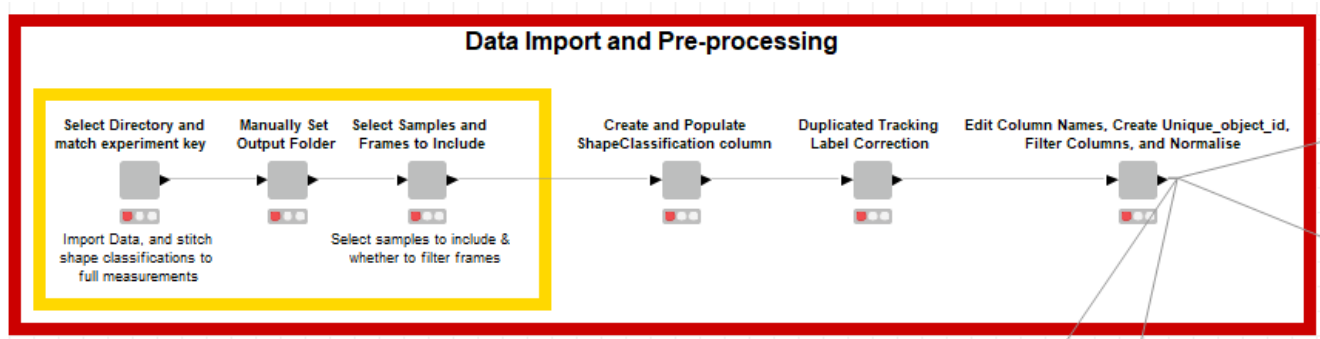 Data Import and Pre-processing
Select Directory and
match experiment key
Manually Set
Output Folder
Select Samples and
Frames to Include
Create and Populate
ShapeClassification column
Duplicated Tracking
Label Correction
Edit Column Names, Create Unique_object_id,
Filter Columns, and Normalise
Import Data, and stitch
shape classifications to
full measurements
Select samples to include &
whether to filter frames